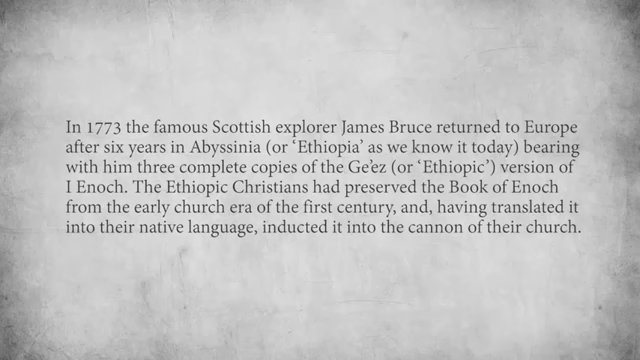 In 1773 the famous Scottish explorer James Bruce returned to Europe
after six years in Abyssinia (or ‘Ethiopia’ as we know it today) bearing
with him three complete copies of the Ge’ez (or ‘Ethiopic’) version of
I Enoch. The Ethiopic Christians had preserved the Book of Enoch
from the early church era of the first century, and, having translated it
into their native language, inducted it into the cannon of their church.